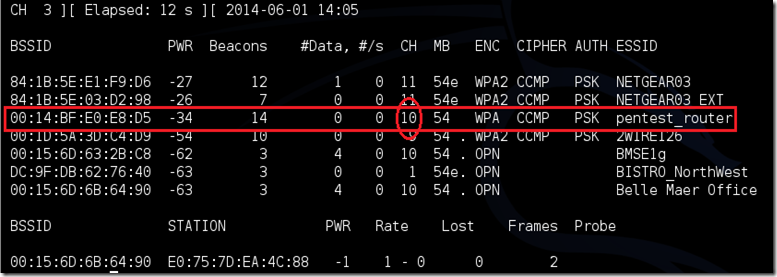 CH 3 ][ Elapsed: 12 s ][ 2014-06-01 14:05
BSSID PWR Beacons #Data, #/s CH MB ENC CIPHER AUTH ESSID
84:1B:5E:E1:F9:D6 -27 12 1 0 11 54e WPA2 CCMP PSK NETGEAR03
84:1B:5E:03:D2:98 -26 7 0 0 11 54e WPA2 CCMP PSK NETGEAR03_EXT
00:14:BF:E0:E8:D5 -34 14 0 0 10 54 WPA CCMP PSK pentest_router
00:1D:5A:3D:C4:D9 -54 10 0 0 9 54 . WPA2 CCMP PSK 2WIRE126
00:15:6D:63:2B:C8 -62 3 4 0 10 54 . OPN BMSE1g
DC:9F:DB:62:76:40 -63 3 0 0 1 54e. OPN BISTRO_NorthWest
00:15:6D:6B:64:90 -63 3 4 0 10 54 . OPN Belle Maer Office
BSSID STATION PWR Rate Lost Frames Probe
00:15:6D:6B:64:90 E0:75:7D:EA:4C:88 -1 1 - 0 0 2